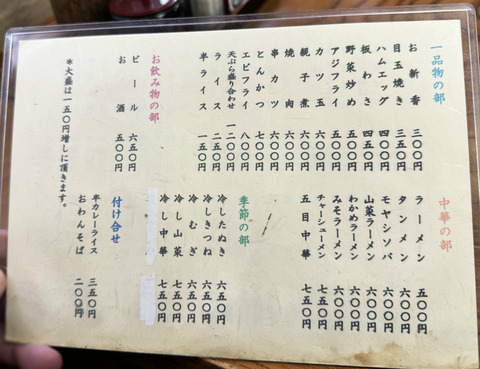 一品物の部
お新香 三〇〇円
目玉焼き 三五〇円
ハムエッグ 四〇〇円
板わさ 四五〇円
野菜炒め 五〇〇円
アジフライ 五〇〇円
カツ玉 六〇〇円
親子煮 六〇〇円
焼肉 六〇〇円
串カツ 六〇〇円
とんかつ 七〇〇円
エビフライ 八〇〇円
天ぷら盛り合わせ 一二〇〇円
ライス 二五〇円
半ライス 一五〇円
お飲み物の部
ビール 六五〇円
お酒 五〇〇円
＊大盛は一五〇円増しに頂きます。
中華の部
ラーメン 五〇〇円
タンメン 六〇〇円
モヤシソバ 六〇〇円
山菜ラーメン 六〇〇円
わかめラーメン 六〇〇円
みそラーメン 六〇〇円
チャーシューメン 七五〇円
五目中華 七五〇円
季節の部
冷したぬき 六五〇円
冷しきつね 六五〇円
冷むぎ 六五〇円
冷し山菜 七五〇円
冷し中華 七五〇円
付け合せ
半カレーライス 三五〇円
おわんそば 二〇〇円